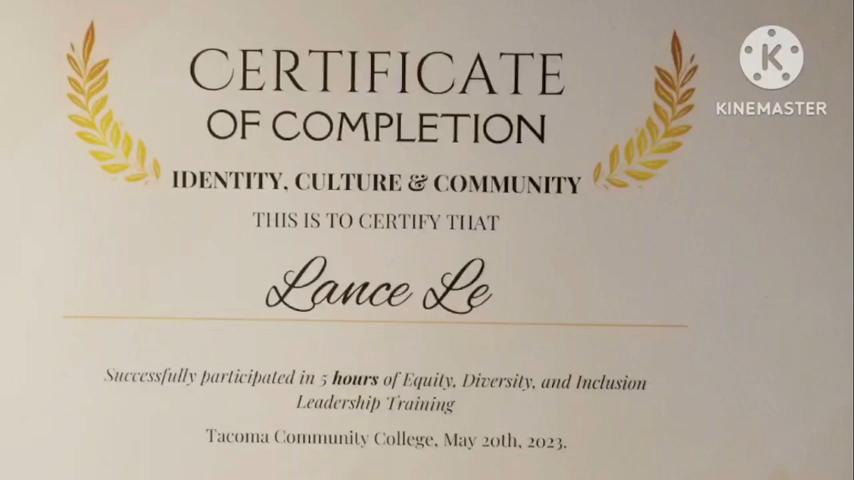 CERTIFICATE
OF COMPLETION
IDENTITY, CULTURE & COMMUNITY
THIS IS TO CERTIFY THAT
Lance Le
Successfully participated in 5 hours of Equity, Diversity, and Inclusion
Leadership Training
Tacoma Community College, May 20th, 2023.
K
KINEMASTER